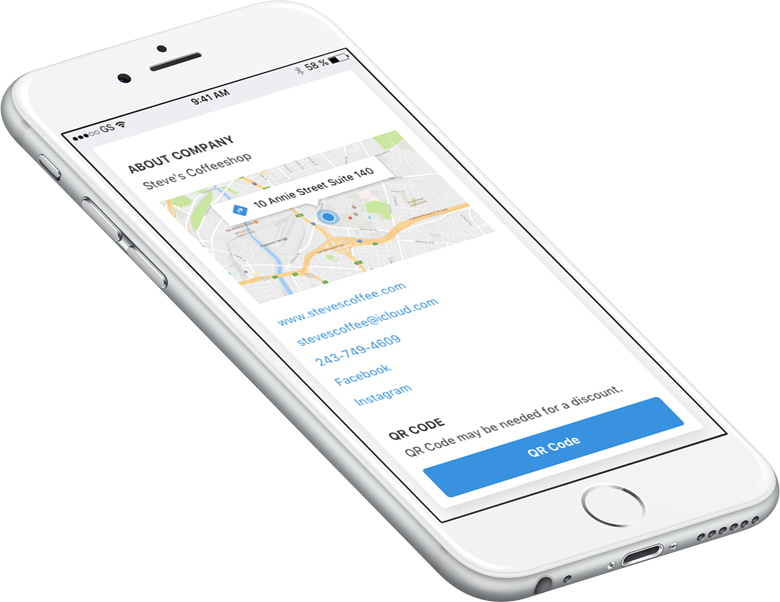 GS
9:41 AM
58 %
ABOUT COMPANY
Steve's Coffeeshop
10 Annie Street Suite 140
www.stevescoffee.com
stevescoffee@icloud.com
243-749-4609
Facebook
Instagram
QR CODE
QR Code may be needed for a discount.
QR Code